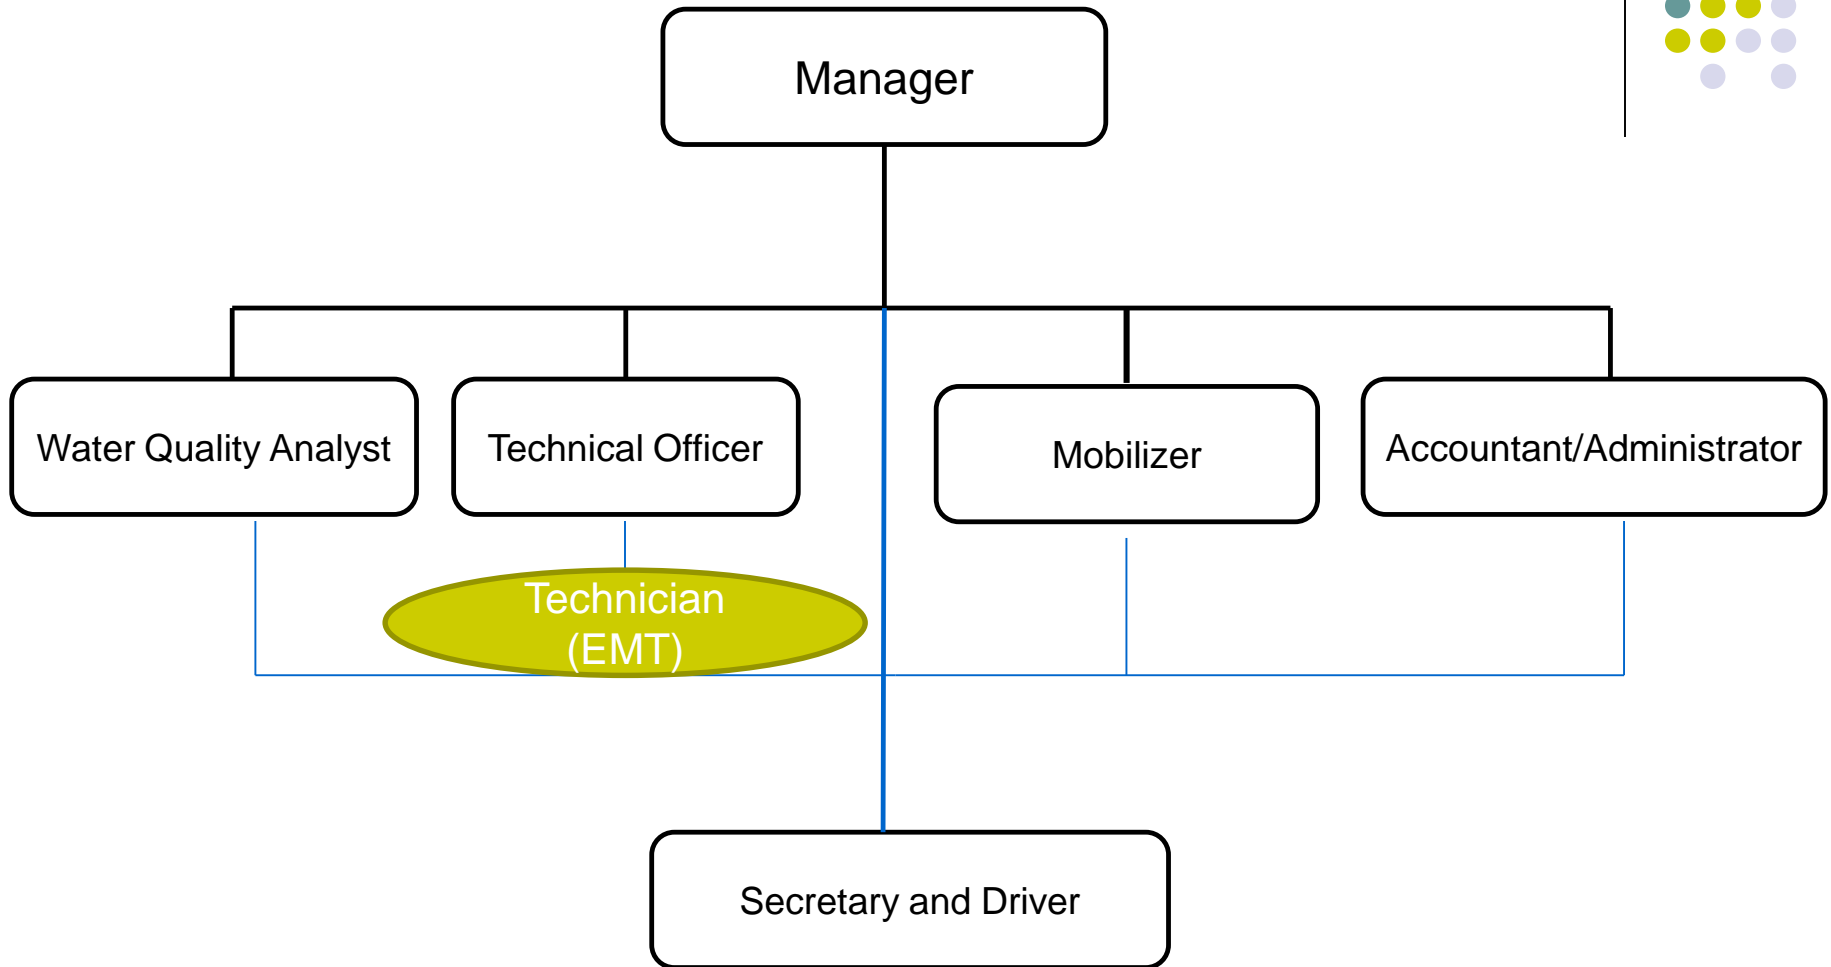 Manager
Water Quality Analyst
Technical Officer
Mobilizer
Accountant/Administrator
Technician
(EMT)
Secretary and Driver